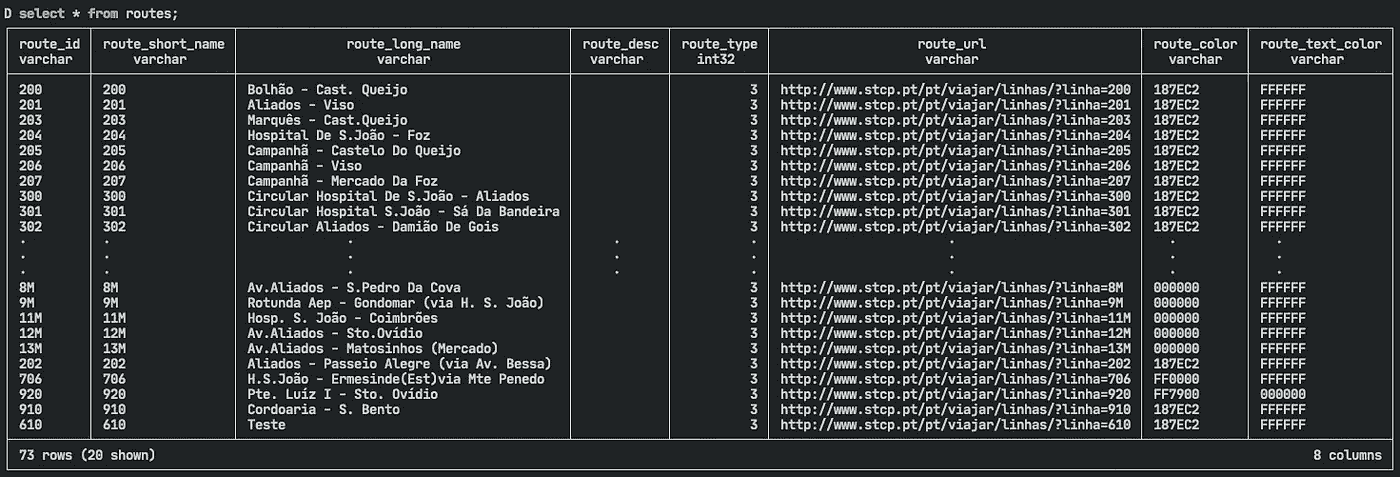 D select * from routes;
route_id route_short_name route_long_name route_desc route_type route_url route_color route_text_color
varchar varchar varchar varchar int32 varchar varchar varchar
200 200 Bolhão - Cast. Queijo 3 http://www.stcp.pt/pt/viajar/linhas/?linha=200 187EC2 FFFFFF
201 201 Aliados - Viso 3 http://www.stcp.pt/pt/viajar/linhas/?linha=201 187EC2 FFFFFF
203 203 Marquês - Cast.Queijo 3 http://www.stcp.pt/pt/viajar/linhas/?linha=203 187EC2 FFFFFF
204 204 Hospital De S.João - Foz 3 http://www.stcp.pt/pt/viajar/linhas/?linha=204 187EC2 FFFFFF
205 205 Campanhã - Castelo Do Queijo 3 http://www.stcp.pt/pt/viajar/linhas/?linha=205 187EC2 FFFFFF
206 206 Campanhã - Viso 3 http://www.stcp.pt/pt/viajar/linhas/?linha=206 187EC2 FFFFFF
207 207 Campanhã - Mercado Da Foz 3 http://www.stcp.pt/pt/viajar/linhas/?linha=207 187EC2 FFFFFF
300 300 Circular Hospital De S.João - Aliados 3 http://www.stcp.pt/pt/viajar/linhas/?linha=300 187EC2 FFFFFF
301 301 Circular Hospital S.João - Sá Da Bandeira 3 http://www.stcp.pt/pt/viajar/linhas/?linha=301 187EC2 FFFFFF
302 302 Circular Aliados - Damião De Gois 3 http://www.stcp.pt/pt/viajar/linhas/?linha=302 187EC2 FFFFFF
· · · · · · · ·
· · · · · · · ·
· · · · · · · ·
8M 8M Av.Aliados - S.Pedro Da Cova 3 http://www.stcp.pt/pt/viajar/linhas/?linha=8M 000000 FFFFFF
9M 9M Rotunda Aep - Gondomar (via H. S. João) 3 http://www.stcp.pt/pt/viajar/linhas/?linha=9M 000000 FFFFFF
11M 11M Hosp. S. João - Coimbrões 3 http://www.stcp.pt/pt/viajar/linhas/?linha=11M 000000 FFFFFF
12M 12M Av.Aliados - Sto.Ovídio 3 http://www.stcp.pt/pt/viajar/linhas/?linha=12M 000000 FFFFFF
13M 13M Av.Aliados - Matosinhos (Mercado) 3 http://www.stcp.pt/pt/viajar/linhas/?linha=13M 000000 FFFFFF
202 202 Aliados - Passeio Alegre (via Av. Bessa) 3 http://www.stcp.pt/pt/viajar/linhas/?linha=202 187EC2 FFFFFF
706 706 H.S.João - Ermesinde(Est)via Mte Penedo 3 http://www.stcp.pt/pt/viajar/linhas/?linha=706 FF0000 FFFFFF
920 920 Pte. Luíz I - Sto. Ovídio 3 http://www.stcp.pt/pt/viajar/linhas/?linha=920 FF7900 000000
910 910 Cordoaria - S. Bento 3 http://www.stcp.pt/pt/viajar/linhas/?linha=910 187EC2 FFFFFF
610 610 Teste 3 http://www.stcp.pt/pt/viajar/linhas/?linha=610 187EC2 FFFFFF
73 rows (20 shown) 8 columns